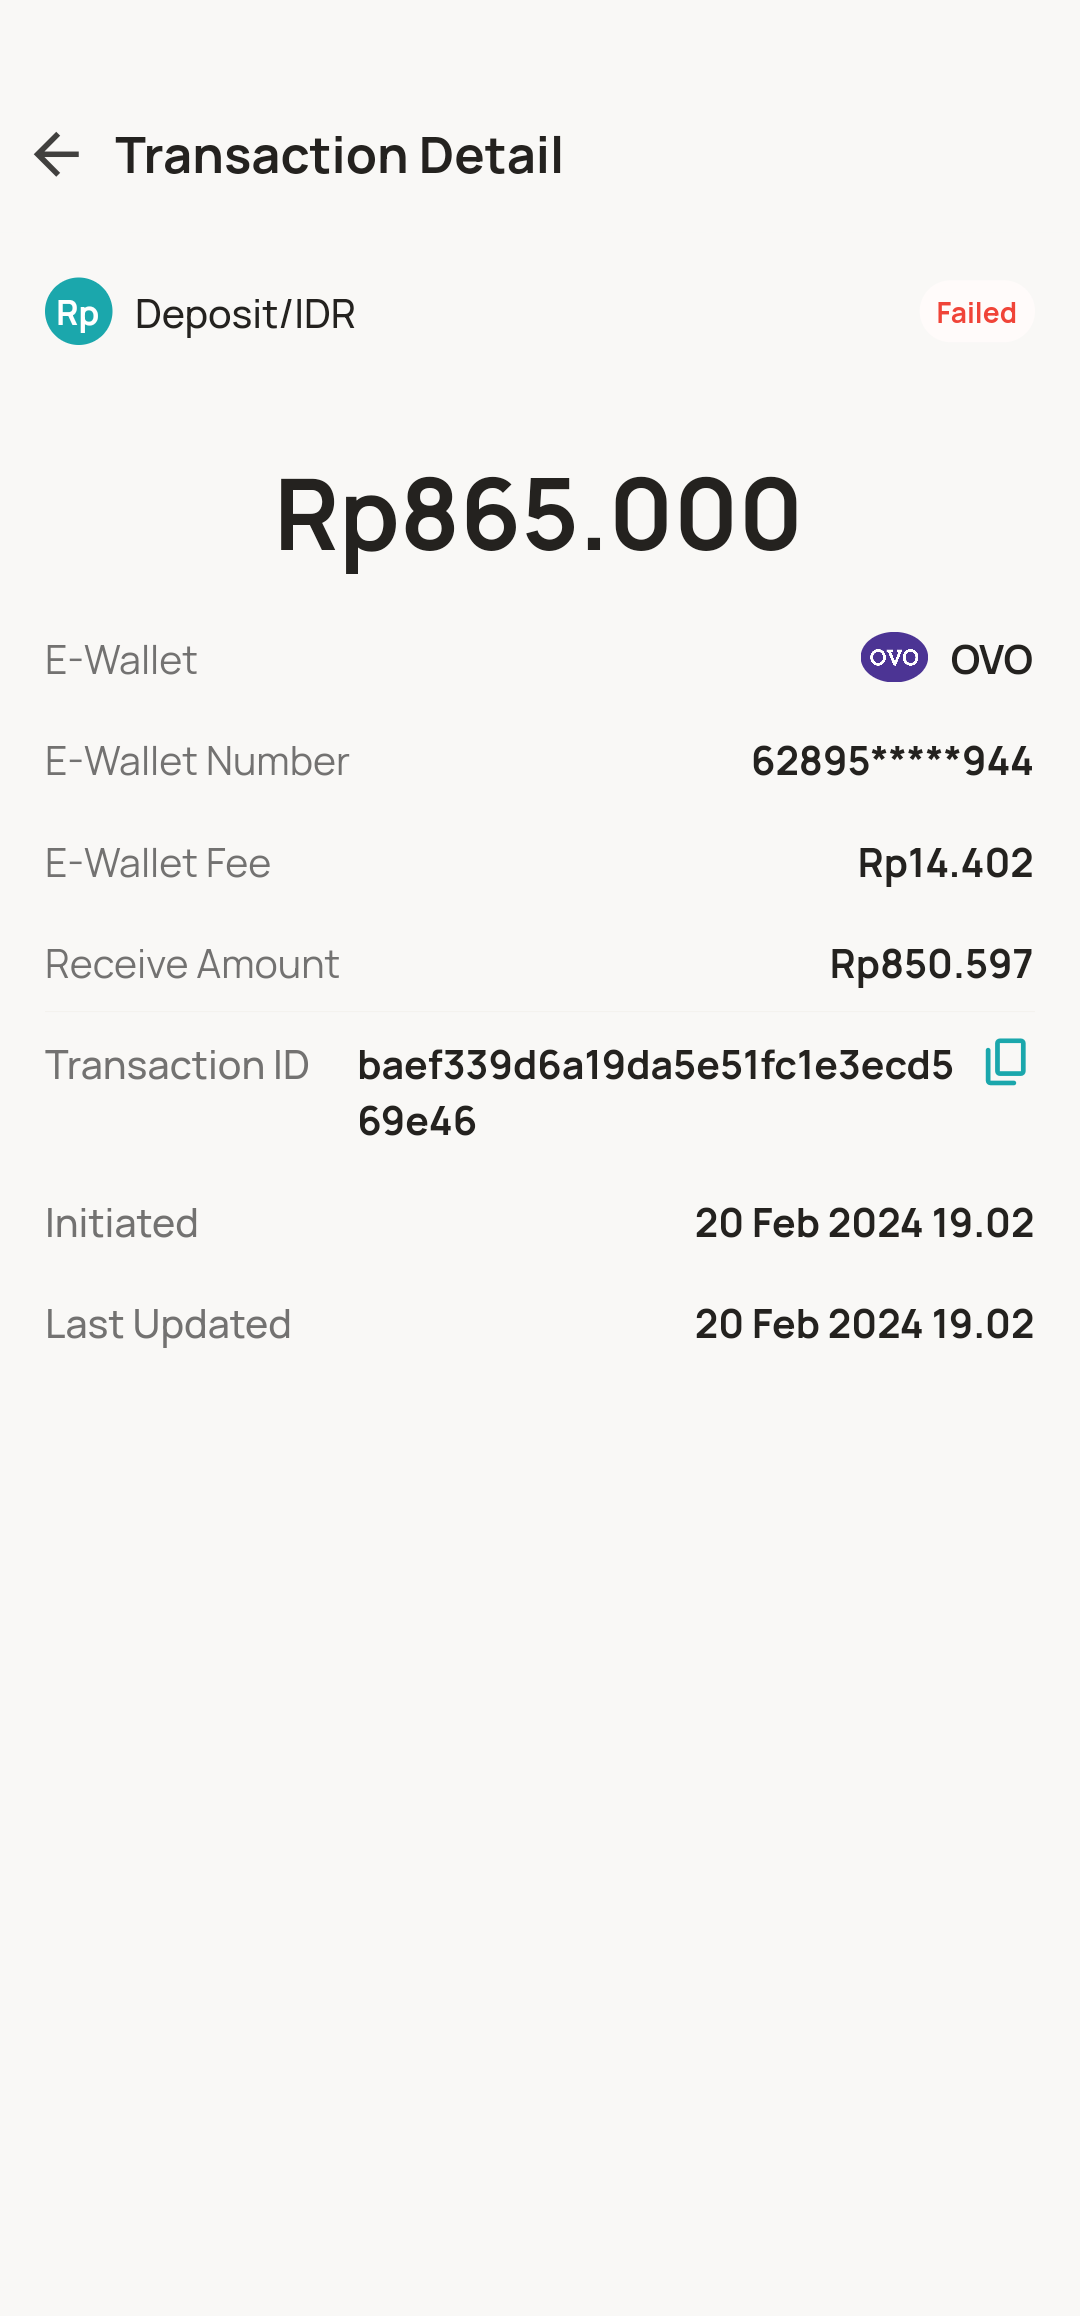 Transaction Detail
Rp Deposit/IDR Failed
Rp865.000
E-Wallet OVO OVO
E-Wallet Number 62895*****944
E-Wallet Fee Rp14.402
Receive Amount Rp850.597
Transaction ID baef339d6a19da5e51fc1e3ecd5
69e46
Initiated 20 Feb 2024 19.02
Last Updated 20 Feb 2024 19.02